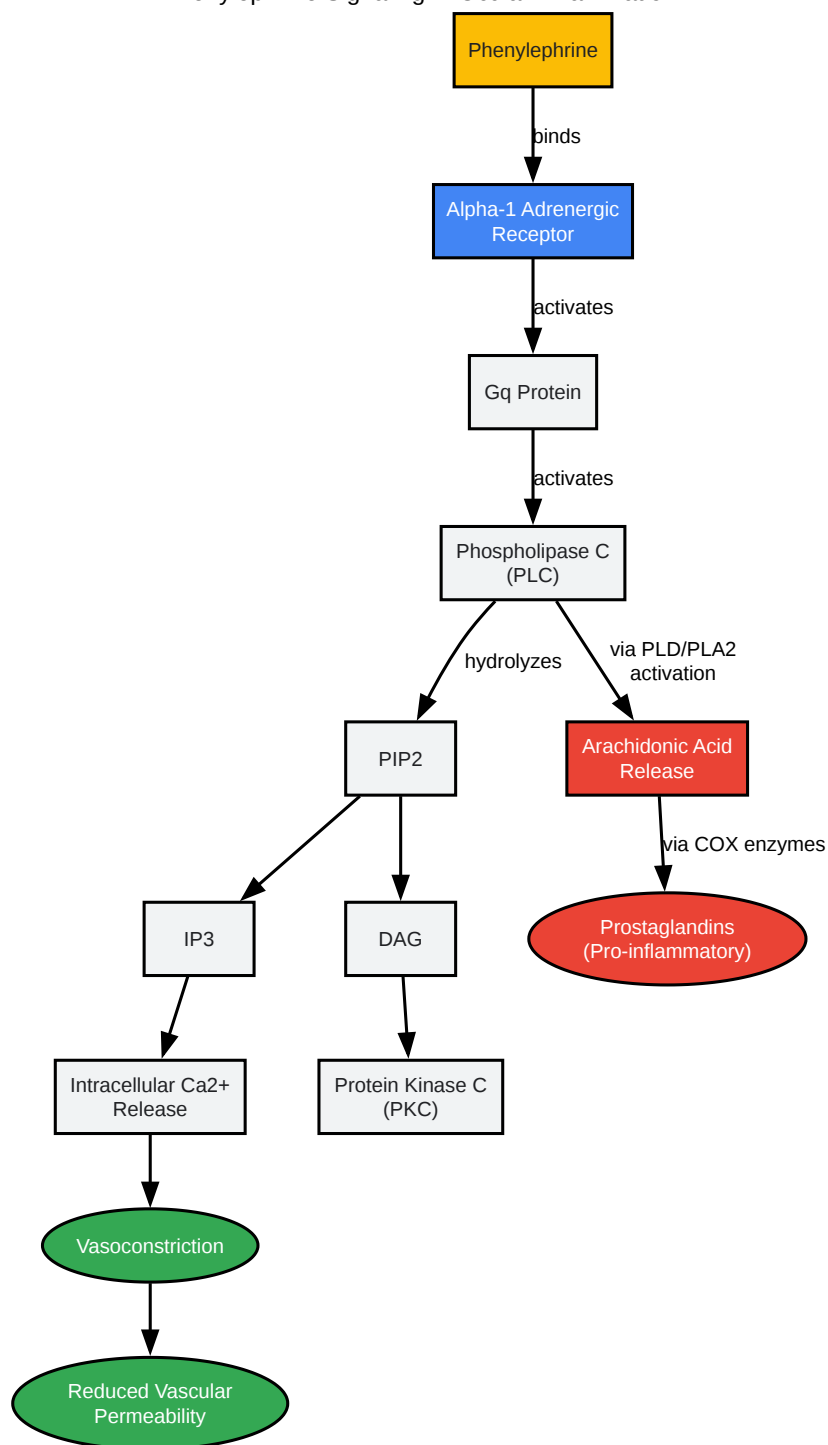 Phenylephrine
binds
Alpha-1 Adrenergic
Receptor
activates
Gq Protein
activates
Phospholipase C
(PLC)
hydrolyzes
via PLD/PLA2
activation
PIP2
Arachidonic Acid
Release
via COX enzymes
IP3
DAG
Prostaglandins
(Pro-inflammatory)
Intracellular Ca2+
Release
Protein Kinase C
(PKC)
Vasoconstriction
Reduced Vascular
Permeability